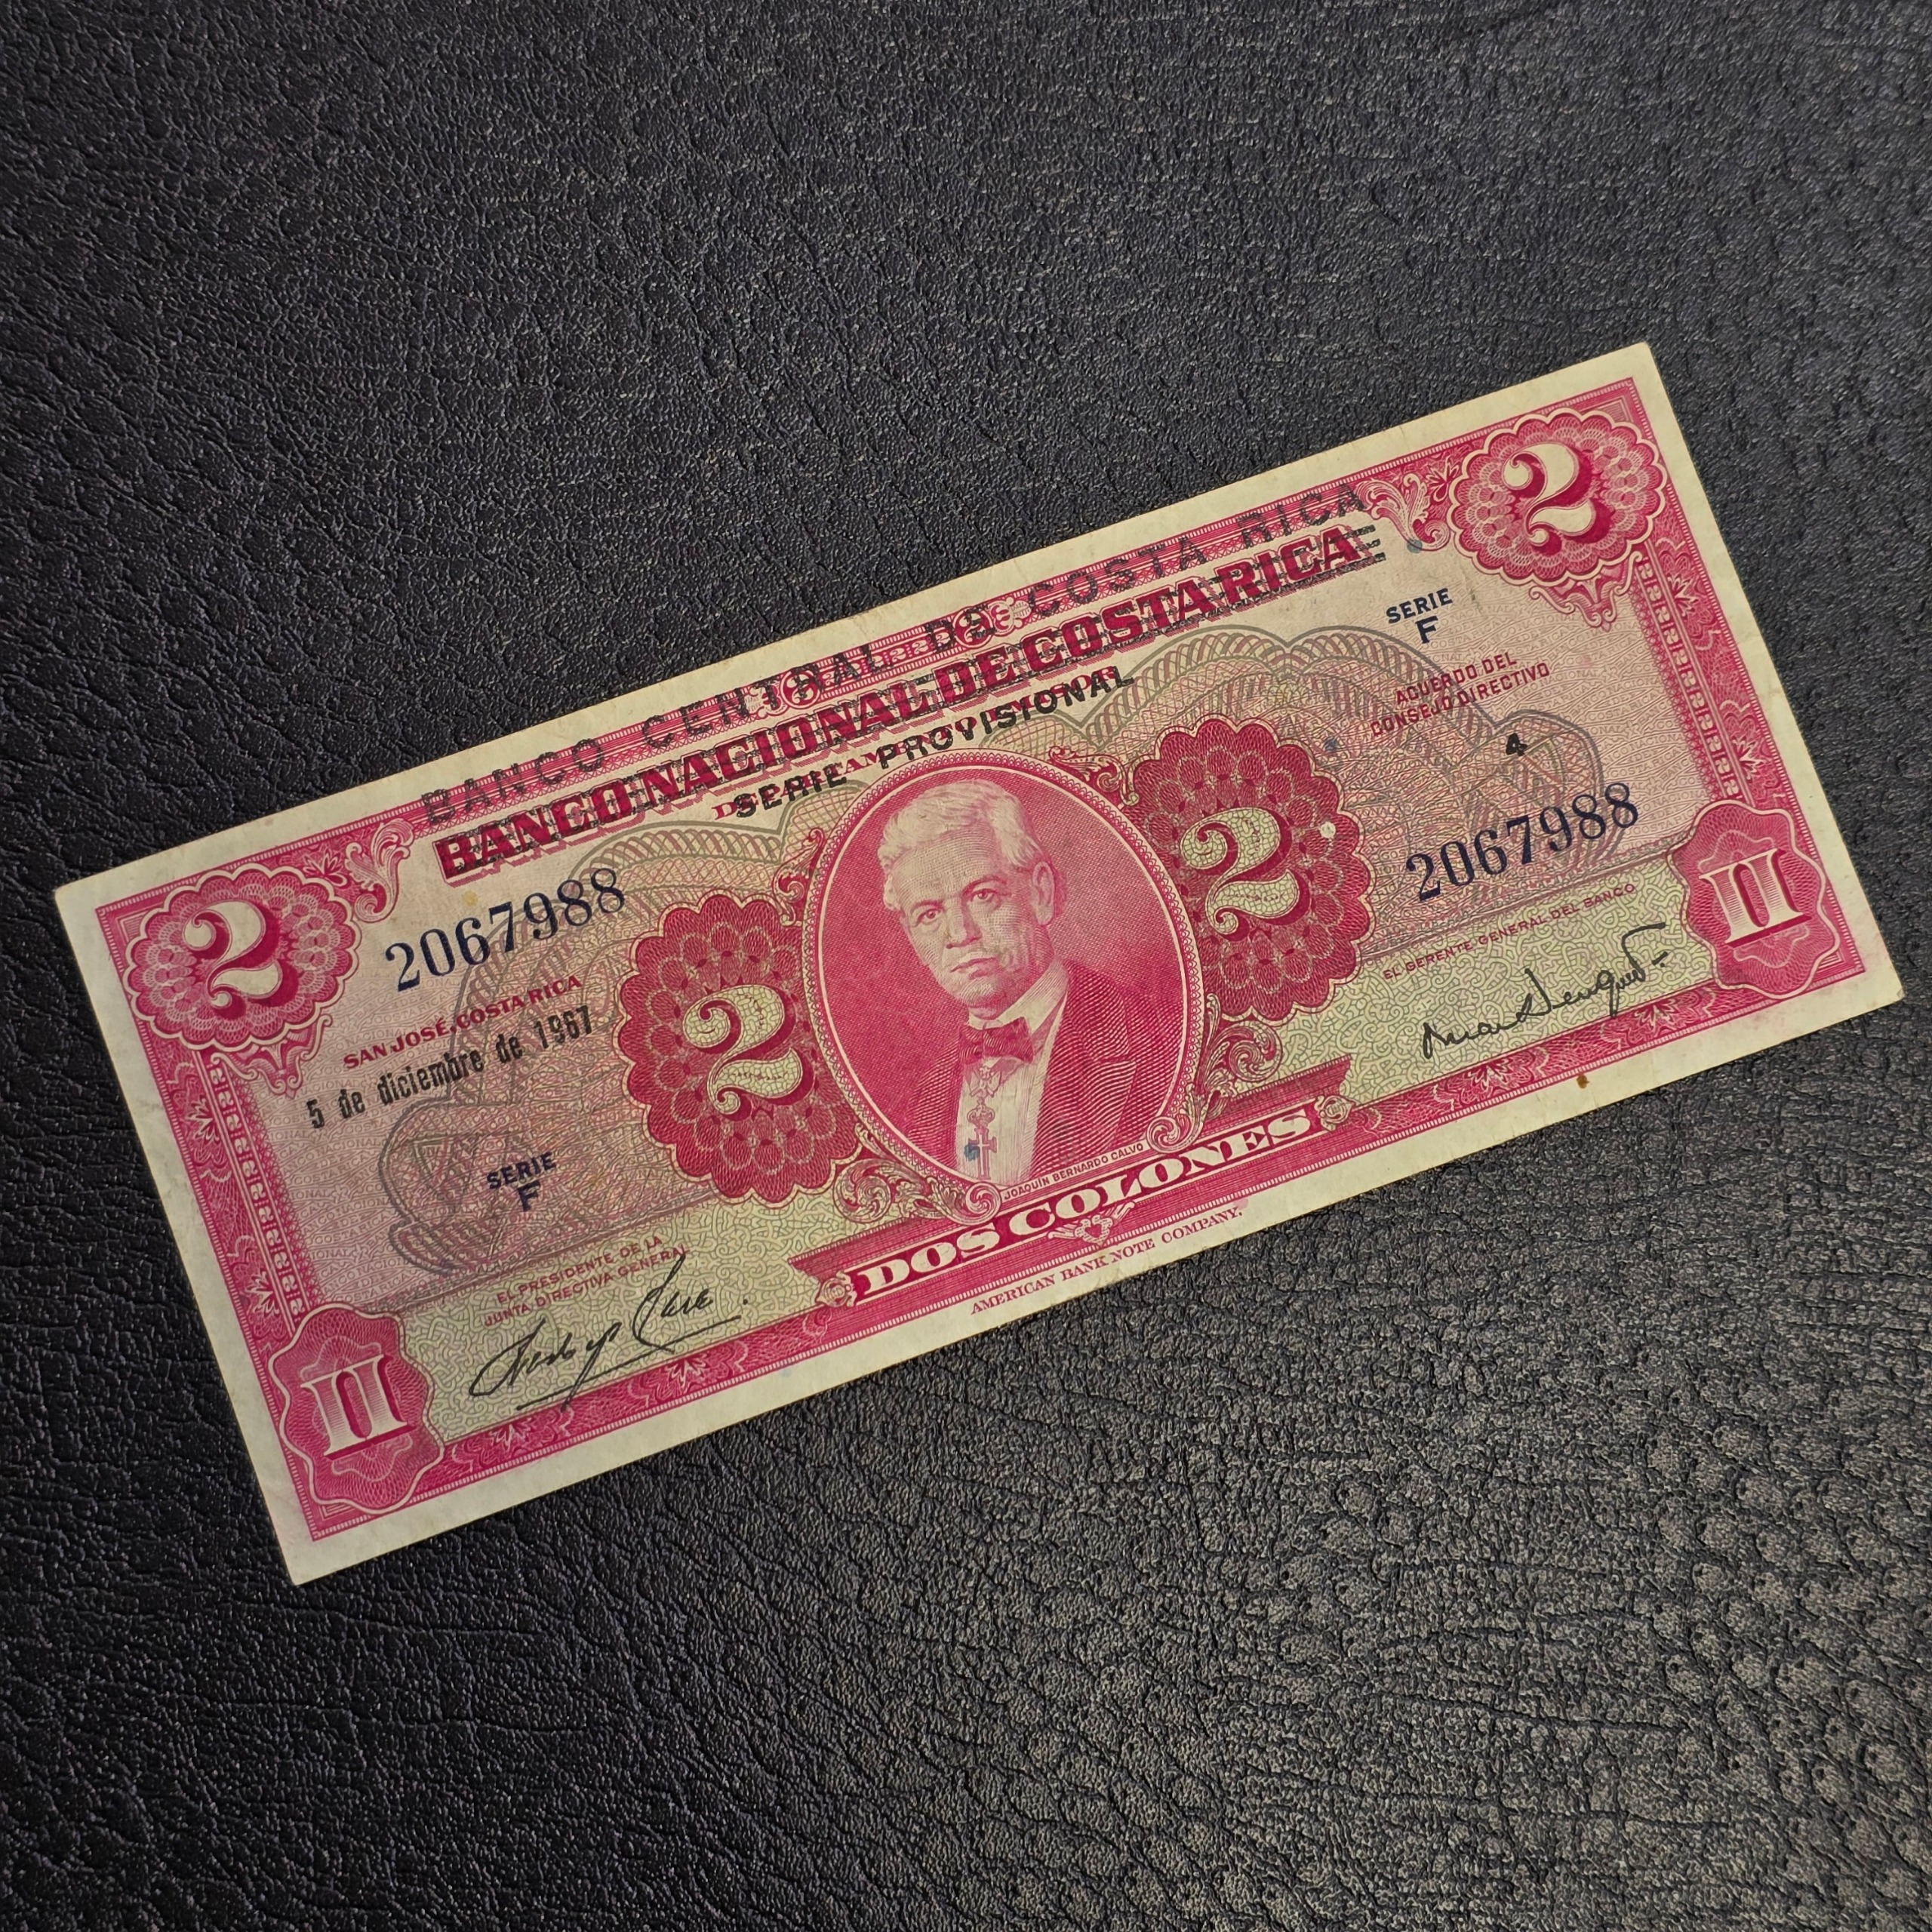 BANCO CENTRAL DS COSTA RICA
BANCO NACIONAL DE COSTA RICA
SERIE PROVISIONAL
2
2
2067988
SAN JOSÉ, COSTA RICA
5 de diciembre de 1967
SERIE
F
2
2
SERIE
F
ACUERDO DEL
CONSEJO DIRECTIVO
4
2067988
EL GERENTE GENERAL DEL BANCO
II
JOAQUÍN BERNARDO CALVO
DOS COLONES
EL PRESIDENTE DE LA
JUNTA DIRECTIVA GENERAL
II
AMERICAN BANK NOTE COMPANY.